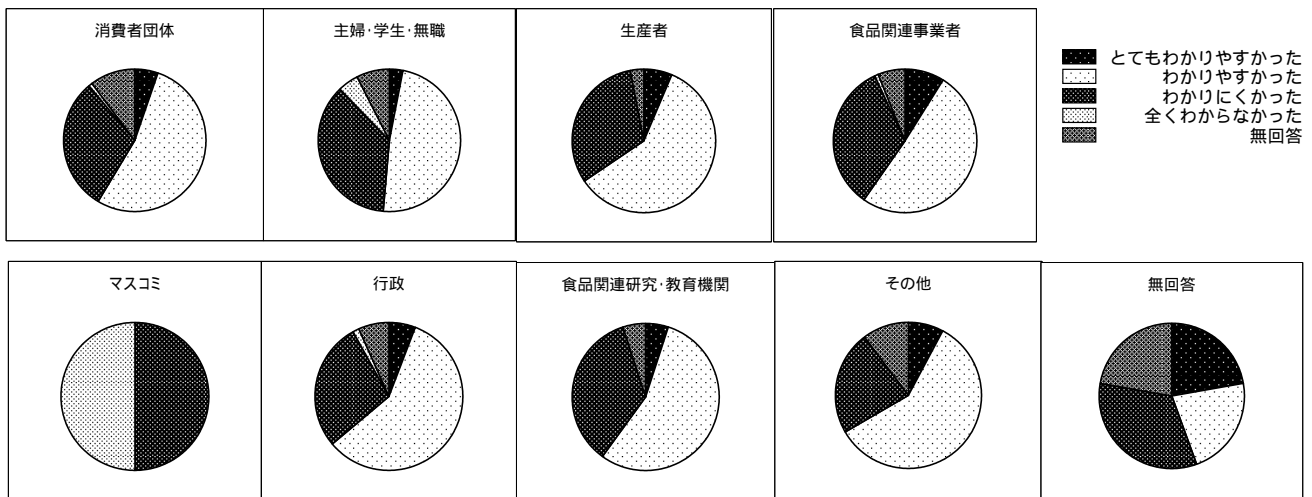 消費者団体
主婦･学生･無職
生産者
食品関連事業者
とてもわかりやすかった
わかりやすかった
わかりにくかった
全くわからなかった
無回答
マスコミ
行政
食品関連研究･教育機関
その他
無回答